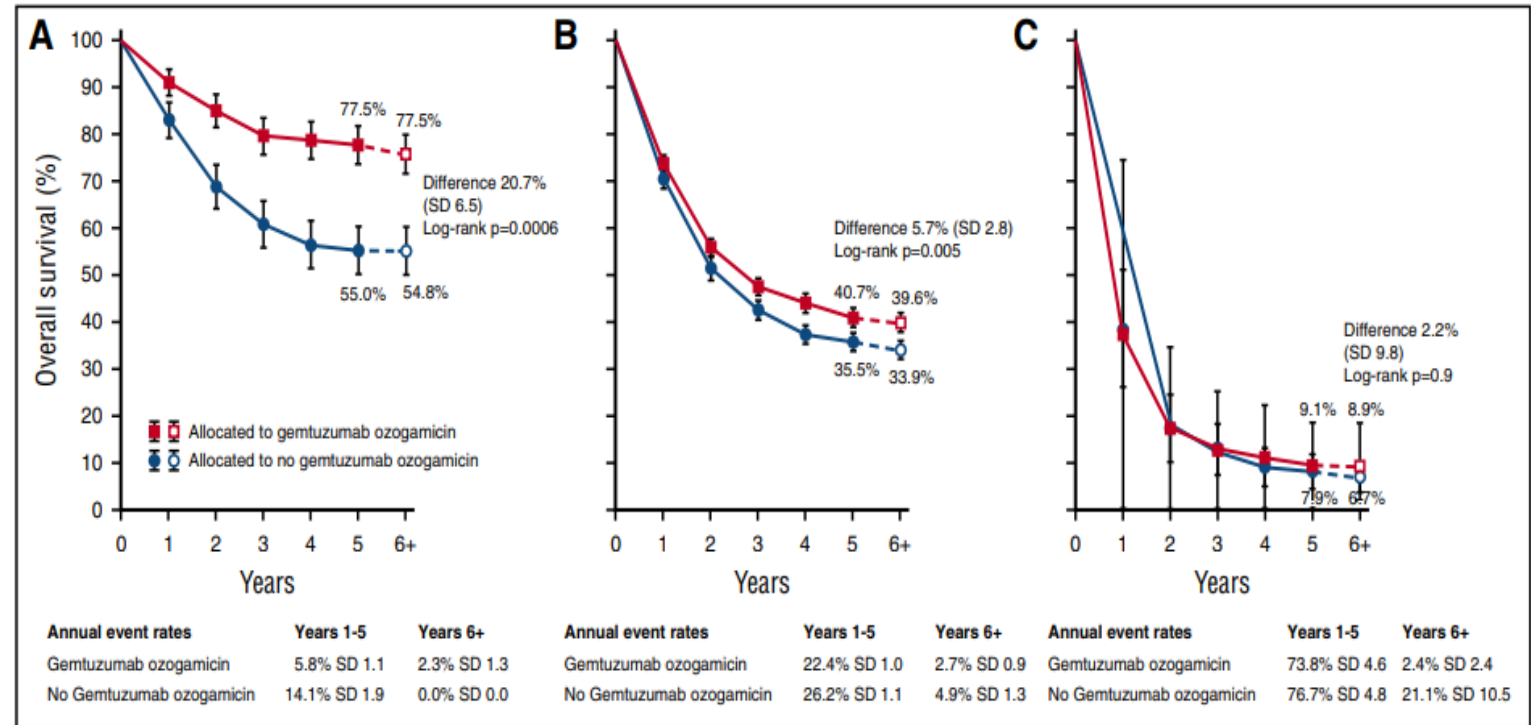 A
B
C
Overall survival (%)
100
90
80
70
60
50
40
30
20
10
0
77.5%
77.5%
Difference 20.7%
(SD 6.5)
Log-rank p=0.0006
55.0%
54.8%
Allocated to gemtuzumab ozogamicin
Allocated to no gemtuzumab ozogamicin
0 1 2 3 4 5 6+
Years
Difference 5.7% (SD 2.8)
Log-rank p=0.005
40.7%
39.6%
35.5%
33.9%
0 1 2 3 4 5 6+
Years
Difference 2.2%
(SD 9.8)
Log-rank p=0.9
9.1% 8.9%
7.9% 6.7%
0 1 2 3 4 5 6+
Years
Annual event rates Years 1-5 Years 6+
Gemtuzumab ozogamicin 5.8% SD 1.1 2.3% SD 1.3
No Gemtuzumab ozogamicin 14.1% SD 1.9 0.0% SD 0.0
Annual event rates Years 1-5 Years 6+
Gemtuzumab ozogamicin 22.4% SD 1.0 2.7% SD 0.9
No Gemtuzumab ozogamicin 26.2% SD 1.1 4.9% SD 1.3
Annual event rates Years 1-5 Years 6+
Gemtuzumab ozogamicin 73.8% SD 4.6 2.4% SD 2.4
No Gemtuzumab ozogamicin 76.7% SD 4.8 21.1% SD 10.5